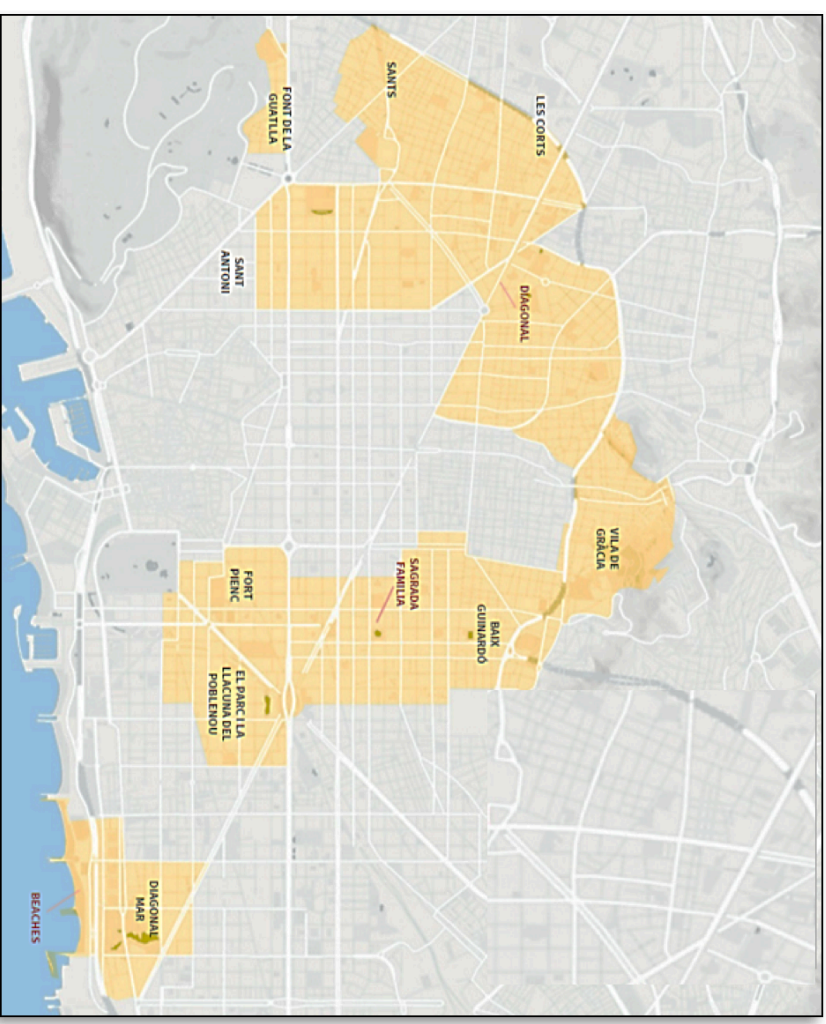 SANTS
LES CORTS
FONT DE LA
GUATLLA
SANT
ANTONI
DIAGONAL
VILA DE
GRÀCIA
SAGRADA
FAMILIA
BAIX
GUINARDÓ
FORT
PIENC
EL PARC I LA
LLACUNA DEL
POBLENOU
DIAGONAL
MAR
BEACHES